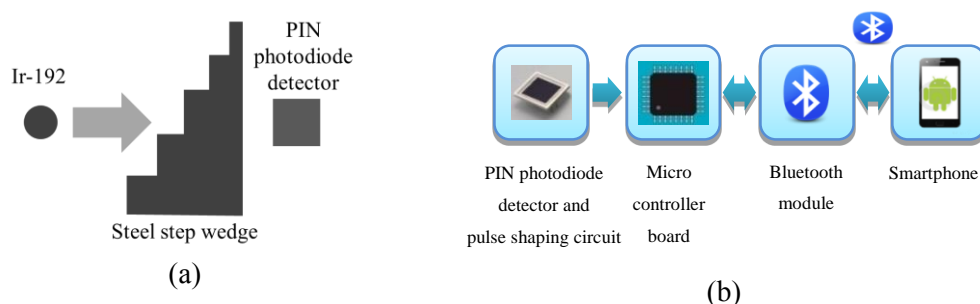 Ir-192
PIN
photodiode
detector
Steel step wedge
(a)
PIN photodiode
detector and
pulse shaping circuit
Micro
controller
board
Bluetooth
module
Smartphone
(b)